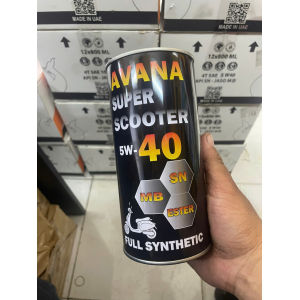 MADE IN UAE
12x800 ML
MADE IN UAE
12x800 ML
AVANA
SUPER
SCOOTER
5W-40
SN
MB
ESTER
FULL SYNTHETIC